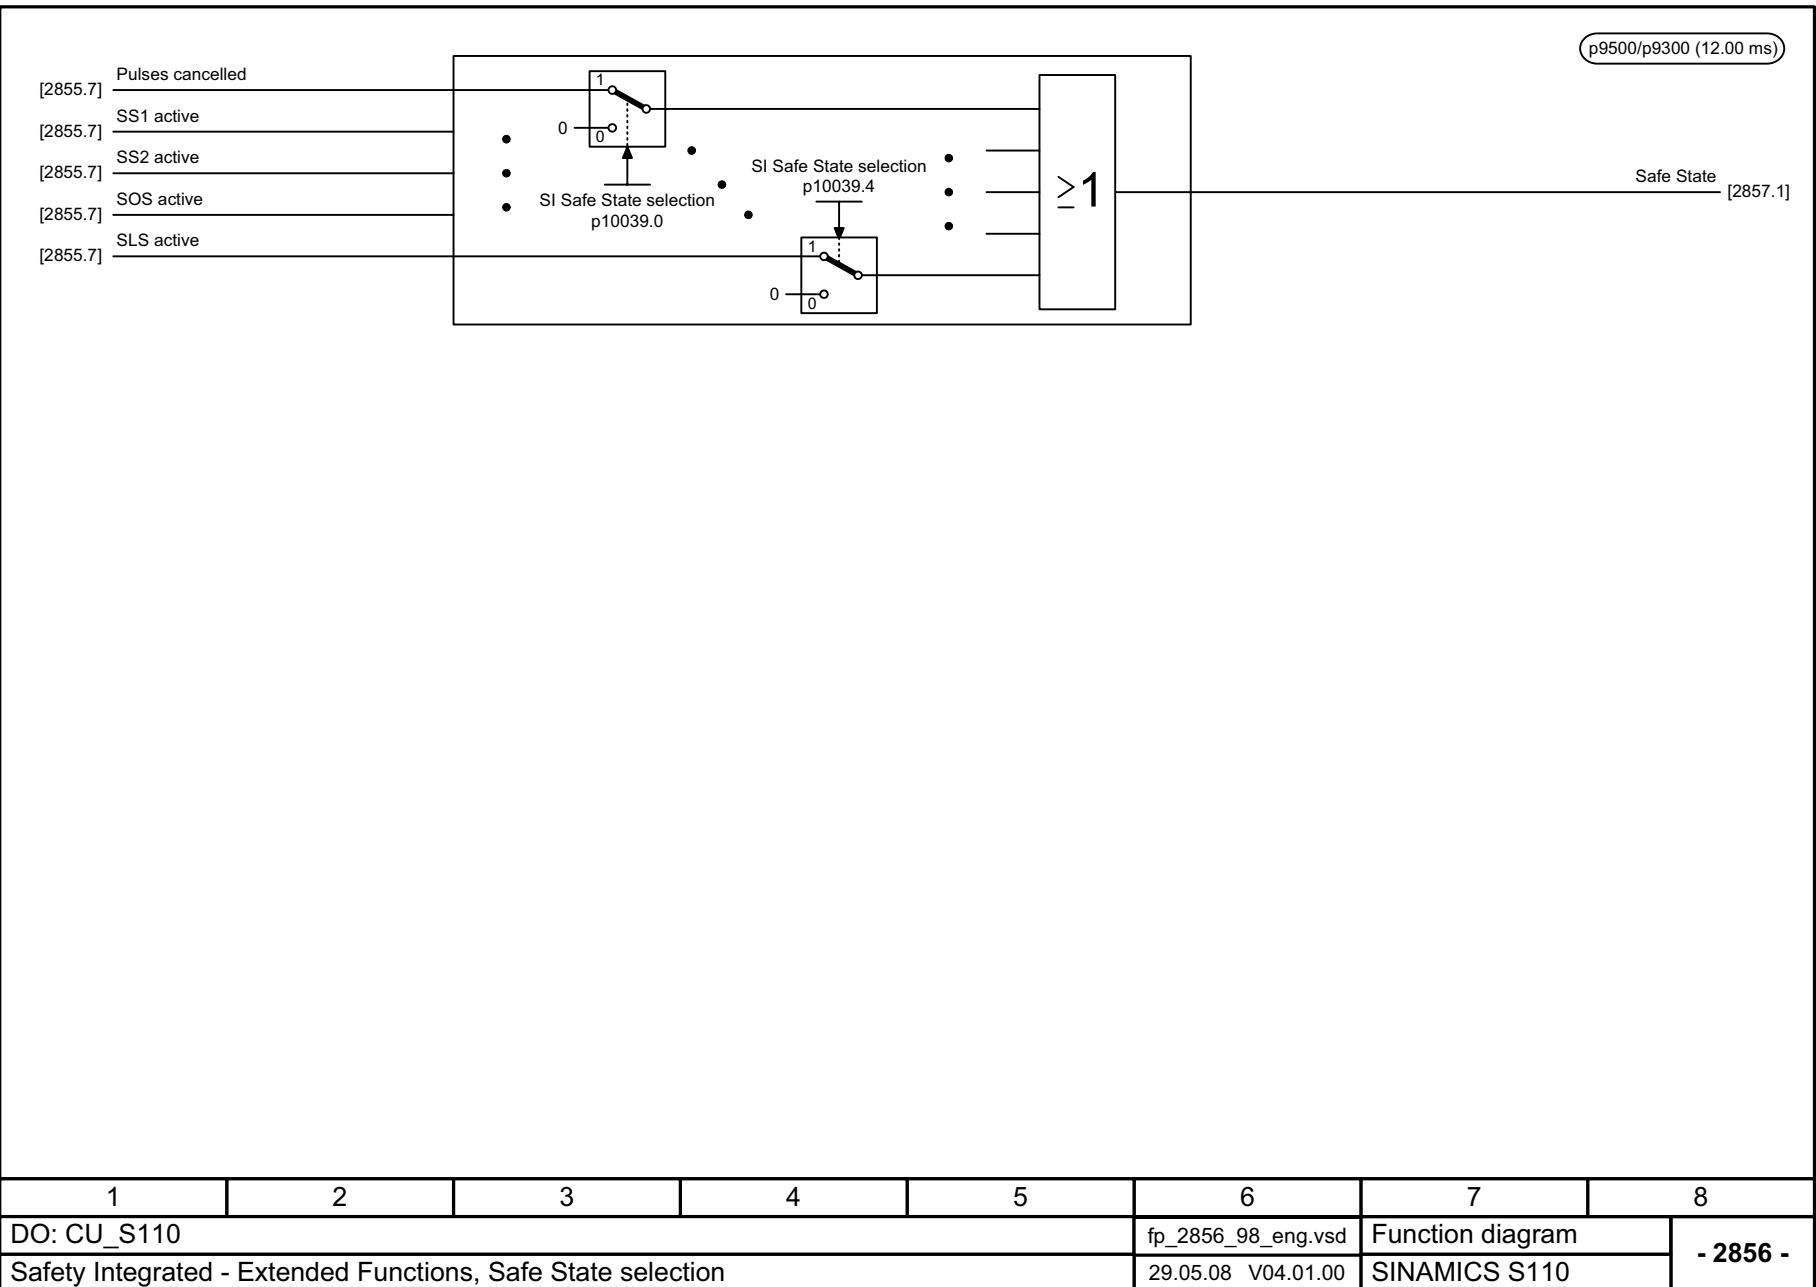 p9500/p9300 (12.00 ms)
Pulses cancelled
[2855.7]
SS1 active
[2855.7]
SS2 active
[2855.7]
SOS active
[2855.7]
SLS active
[2855.7]
1
0
0
SI Safe State selection
p10039.0
SI Safe State selection
p10039.4
1
0
0
≥1
Safe State
[2857.1]
1 2 3 4 5 6 7 8
DO: CU_S110
fp_2856_98_eng.vsd
Function diagram
- 2856 -
Safety Integrated - Extended Functions, Safe State selection
29.05.08 V04.01.00
SINAMICS S110